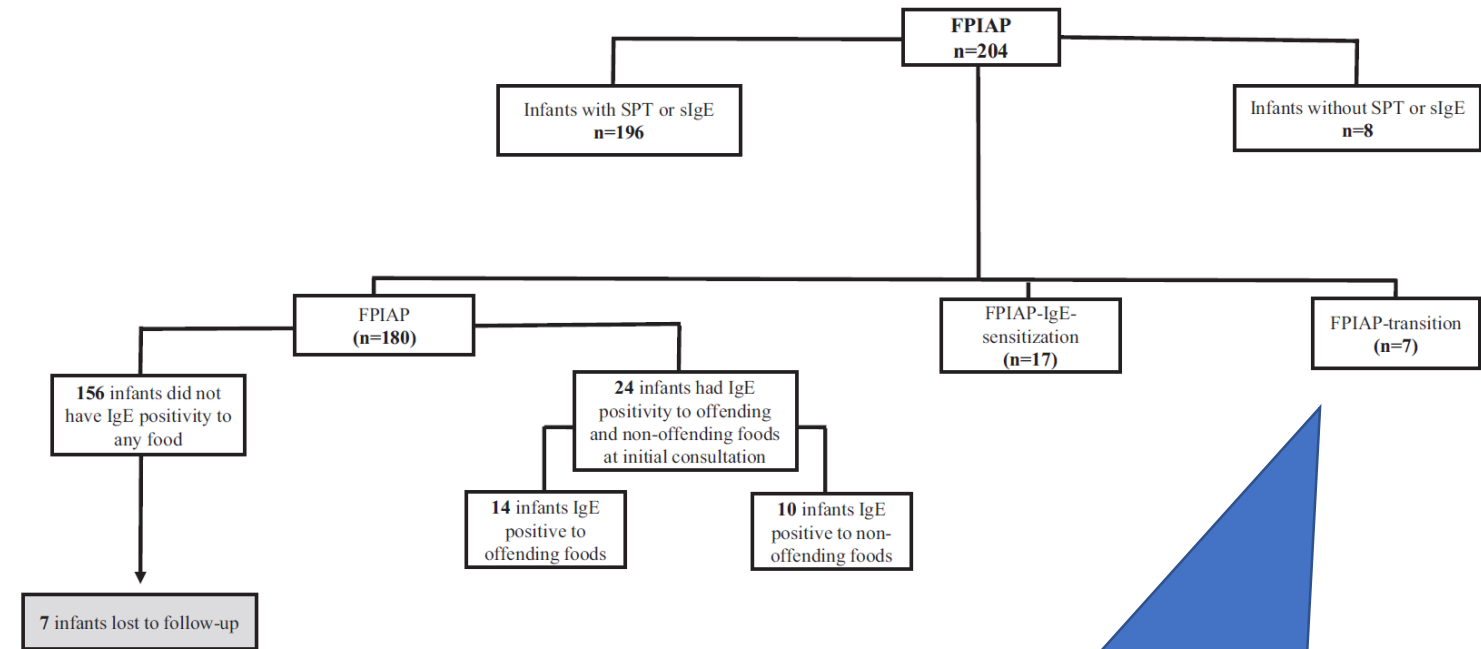 FPIAP
n=204
Infants with SPT or sIgE
n=196
Infants without SPT or sIgE
n=8
FPIAP
(n=180)
FPIAP-IgE-
sensitization
(n=17)
FPIAP-transition
(n=7)
156 infants did not
have IgE positivity to
any food
24 infants had IgE
positivity to offending
and non-offending foods
at initial consultation
14 infants IgE
positive to
offending foods
10 infants IgE
positive to non-
offending foods
7 infants lost to follow-up